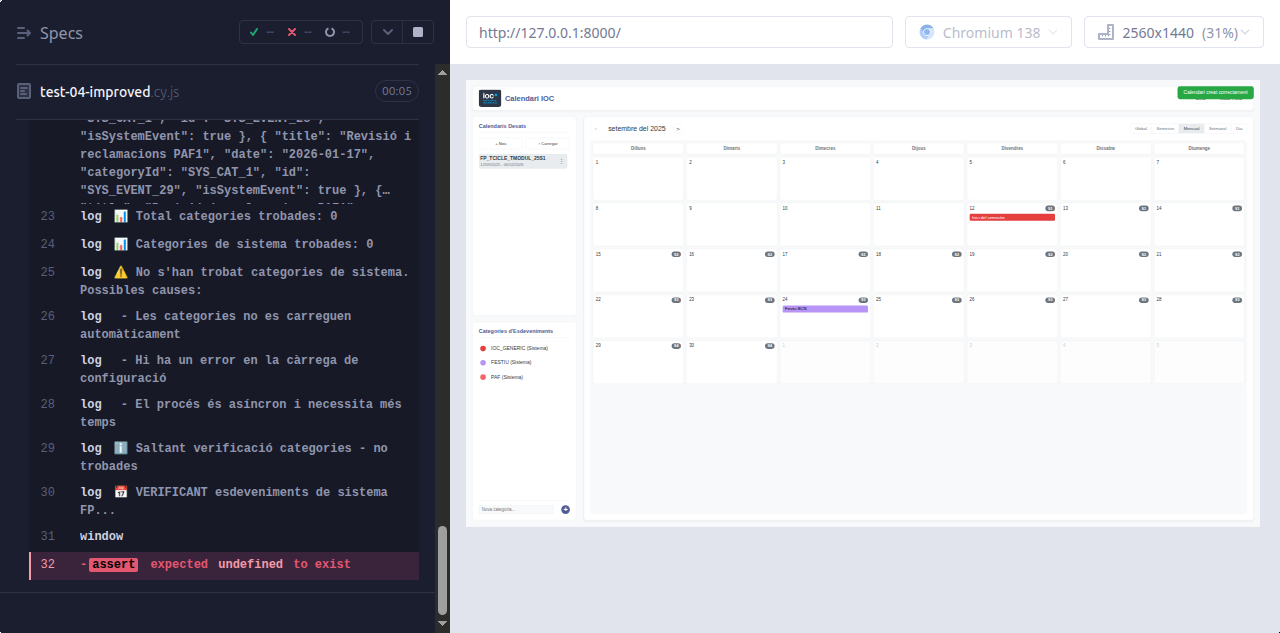 Specs
-- -- --
test-04-improved.cy.js
00:05
"isSystemEvent": true }, { "title": "Revisió i
reclamacions PAF1", "date": "2026-01-17",
"categoryId": "SYS_CAT_1", "id":
"SYS_EVENT_29", "isSystemEvent": true }, {…
23 log 📊 Total categories trobades: 0
24 log 📊 Categories de sistema trobades: 0
25 log ⚠️ No s'han trobat categories de sistema.
Possibles causes:
26 log - Les categories no es carreguen
automàticament
27 log - Hi ha un error en la càrrega de
configuració
28 log - El procés és asíncron i necessita més
temps
29 log ℹ️ Saltant verificació categories - no
trobades
30 log 📅 VERIFICANT esdeveniments de sistema
FP...
31 window
32 -assert expected undefined to exist
http://127.0.0.1:8000/
Chromium 138
2560x1440 (31%)
ioc
Calendari IOC
Calendari creat correctament
Calendaris Desats
+ Nou
Carregar
FP_TCICLE_TMODUL_25S1
‹ setembre del 2025 >
Global Semestre Mensual Setmanal Dia
Dilluns Dimarts Dimecres Dijous Divendres Dissabte Diumenge
1 2 3 4 5 6 7
8 9 10 11 12 13 14
Inici del semestre
15 16 17 18 19 20 21
22 23 24 25 26 27 28
Festiu BCN
29 30 1 2 3 4 5
Categories d'Esdeveniments
IOC_GENERIC (Sistema)
FESTIU (Sistema)
PAF (Sistema)
Nova categoria...